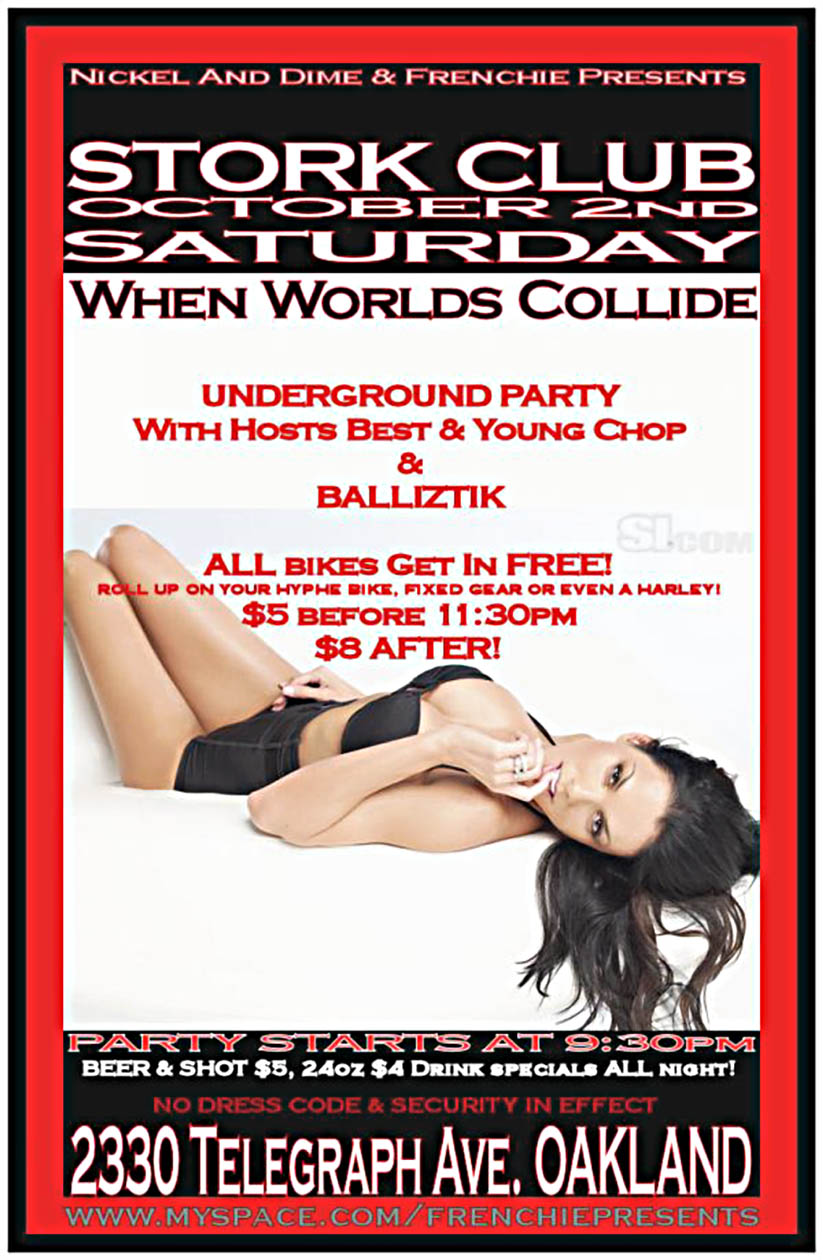 Nickel And Dime & Frenchie Presents
STORK CLUB
OCTOBER 2ND
SATURDAY
When Worlds Collide
UNDERGROUND PARTY
With Hosts Best & Young Chop
&
BALLIZTIK
SI.COM
ALL bikes Get In FREE!
ROLL UP ON YOUR HYPHE BIKE, FIXED GEAR OR EVEN A HARLEY!
$5 before 11:30pm
$8 AFTER!
PARTY STARTS AT 9:30PM
BEER & SHOT $5, 24oz $4 Drink specials ALL night!
NO DRESS CODE & SECURITY IN EFFECT
2330 Telegraph Ave. OAKLAND
WWW.MYSPACE.COM/FRENCHIEPRESENTS